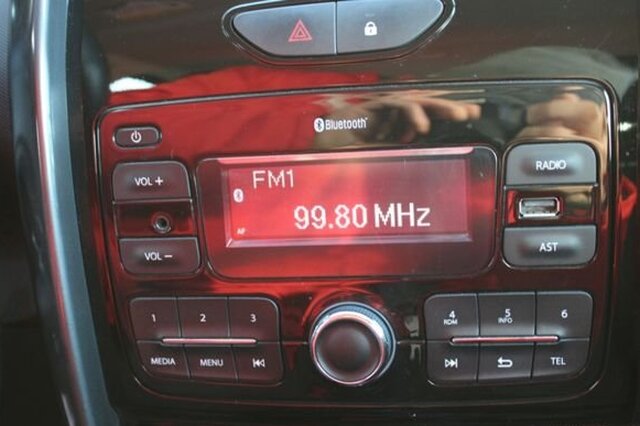 Bluetooth
VOL +
FM1
RADIO
99.80 MHz
AF
VOL −
AST
1 2 3
4 RDM 5 INFO 6
MEDIA MENU
TEL